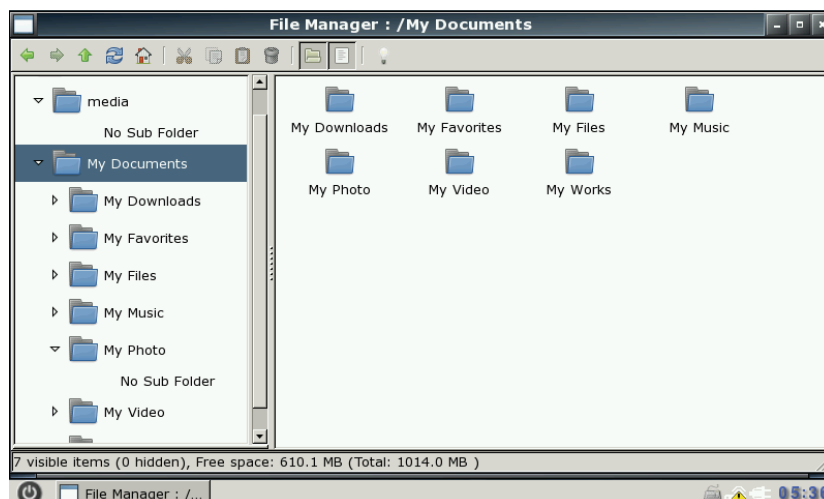 File Manager : /My Documents
media
No Sub Folder
My Documents
My Downloads
My Favorites
My Files
My Music
My Photo
No Sub Folder
My Video
My Downloads My Favorites My Files My Music
My Photo My Video My Works
7 visible items (0 hidden), Free space: 610.1 MB (Total: 1014.0 MB )
File Manager : /...